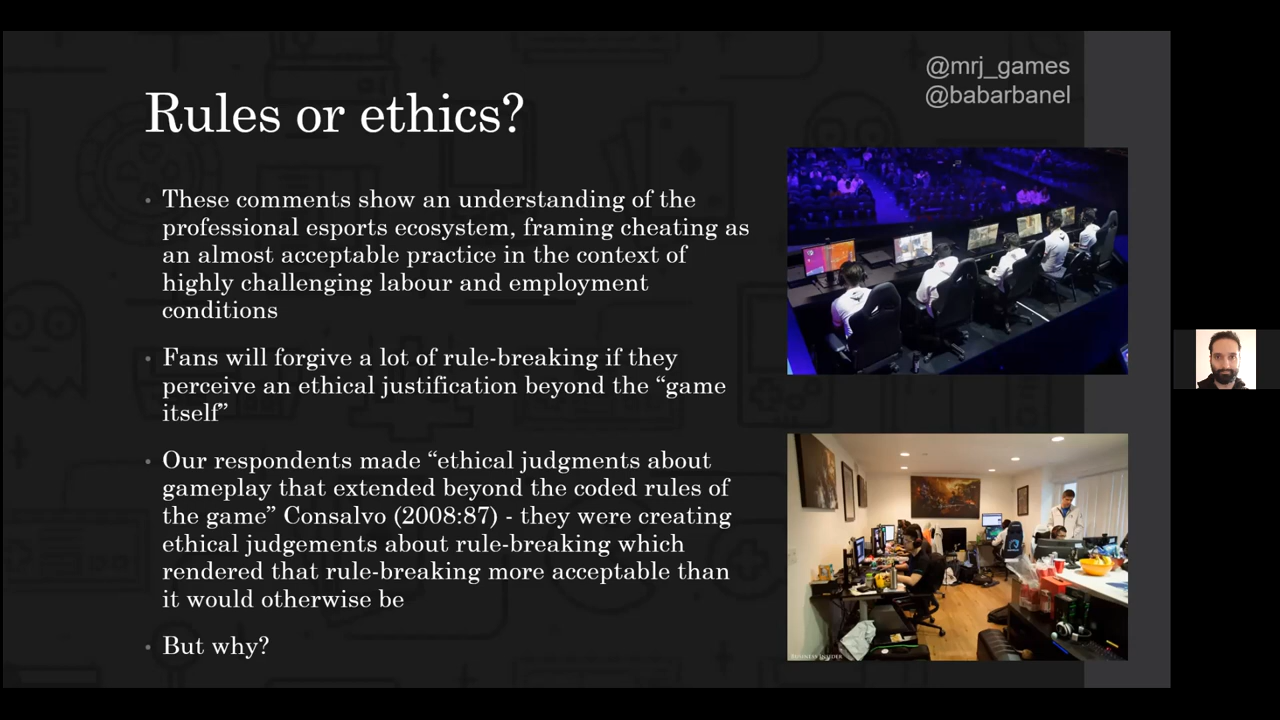 @mrj_games
@babarbanel
Rules or ethics?
• These comments show an understanding of the
professional esports ecosystem, framing cheating as
an almost acceptable practice in the context of
highly challenging labour and employment
conditions
• Fans will forgive a lot of rule-breaking if they
perceive an ethical justification beyond the “game
itself”
• Our respondents made “ethical judgments about
gameplay that extended beyond the coded rules of
the game” Consalvo (2008:87) - they were creating
ethical judgements about rule-breaking which
rendered that rule-breaking more acceptable than
it would otherwise be
• But why?
BUSINESS INSIDER